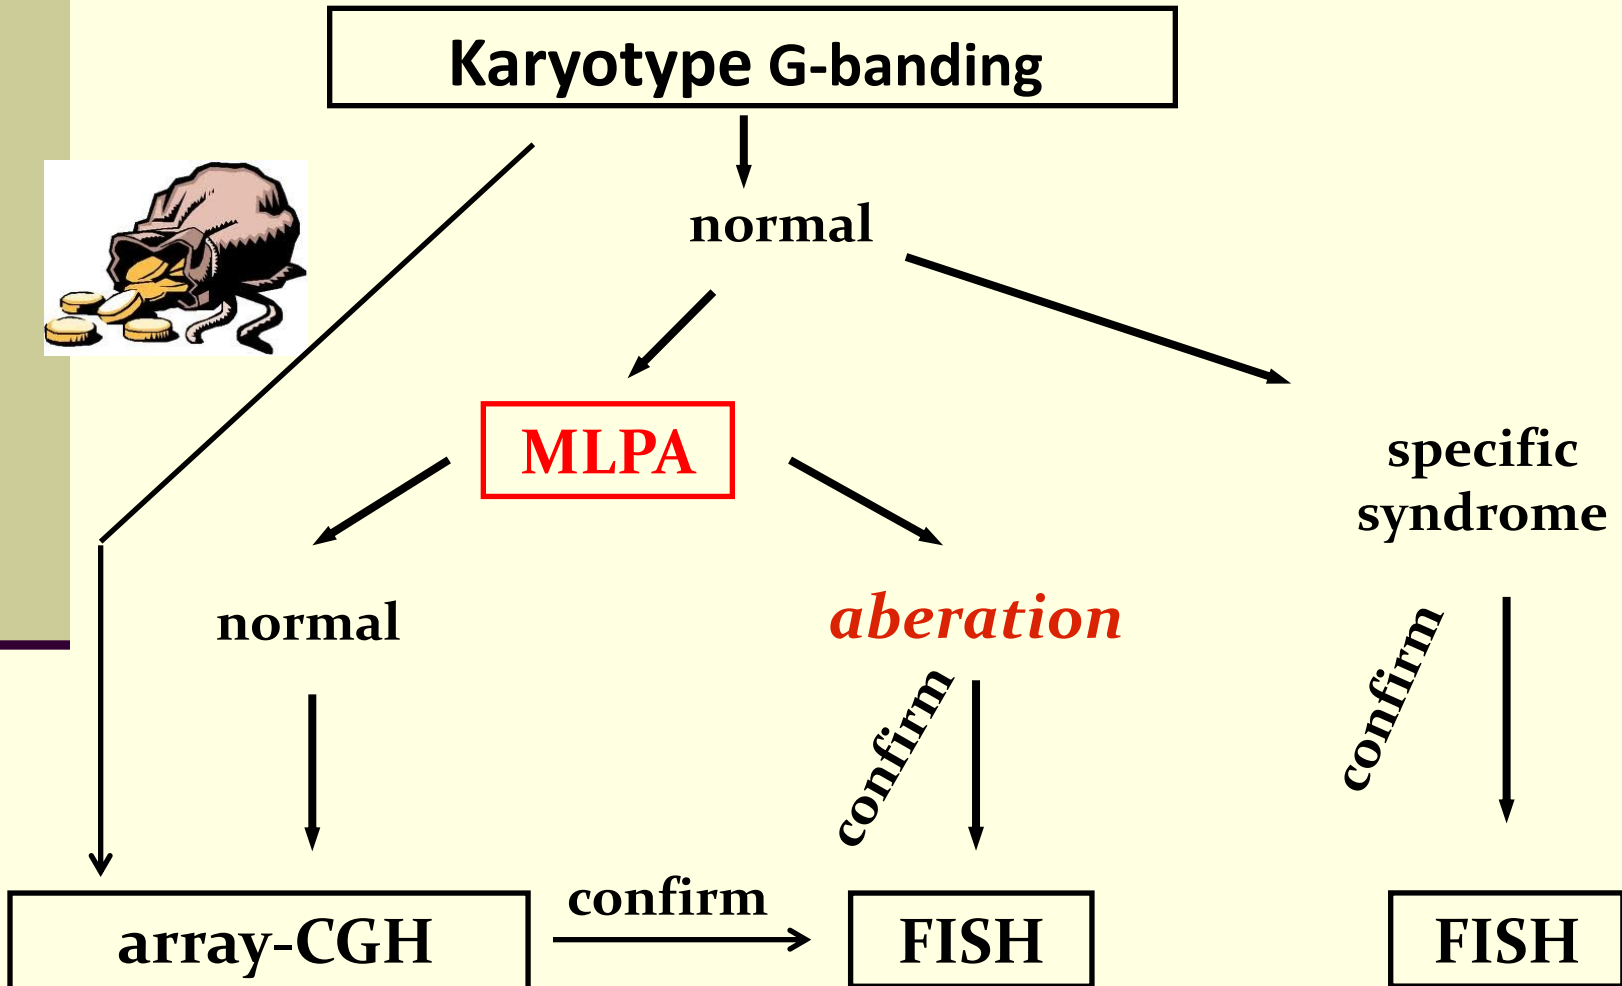 Karyotype G-banding
normal
MLPA
specific
syndrome
normal
aberation
confirm
confirm
array-CGH
confirm
FISH
FISH